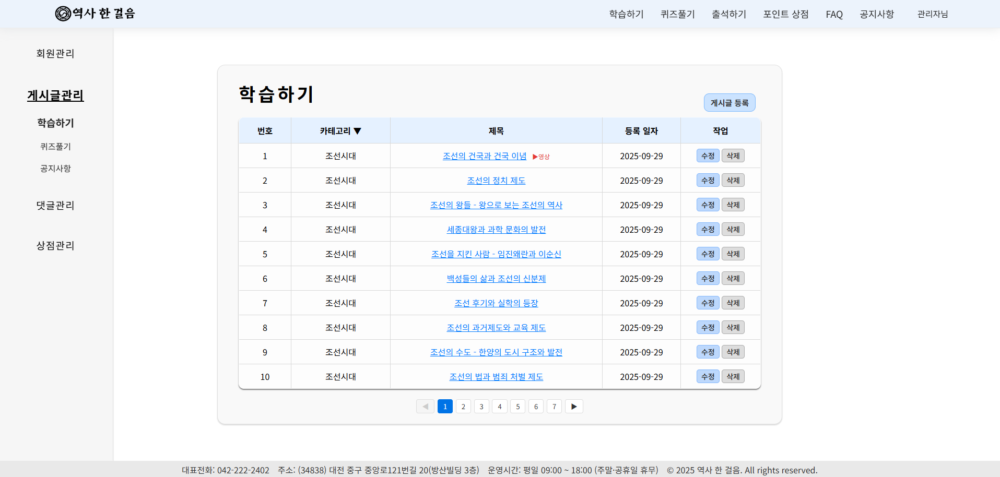 역사 한 걸음
학습하기 퀴즈풀기 출석하기 포인트 상점 FAQ 공지사항 관리자님
회원관리
게시글관리
학습하기
퀴즈풀기
공지사항
댓글관리
상점관리
학습하기
게시글 등록
번호 카테고리 ▼ 제목 등록 일자 작업
1 조선시대 조선의 건국과 건국 이념 ▶영상 2025-09-29 수정 삭제
2 조선시대 조선의 정치 제도 2025-09-29 수정 삭제
3 조선시대 조선의 왕들 - 왕으로 보는 조선의 역사 2025-09-29 수정 삭제
4 조선시대 세종대왕과 과학 문화의 발전 2025-09-29 수정 삭제
5 조선시대 조선을 지킨 사람 - 임진왜란과 이순신 2025-09-29 수정 삭제
6 조선시대 백성들의 삶과 조선의 신분제 2025-09-29 수정 삭제
7 조선시대 조선 후기와 실학의 등장 2025-09-29 수정 삭제
8 조선시대 조선의 과거제도와 교육 제도 2025-09-29 수정 삭제
9 조선시대 조선의 수도 - 한양의 도시 구조와 발전 2025-09-29 수정 삭제
10 조선시대 조선의 법과 범죄 처벌 제도 2025-09-29 수정 삭제
◀ 1 2 3 4 5 6 7 ▶
대표전화: 042-222-2402 주소: (34838) 대전 중구 중앙로121번길 20(방산빌딩 3층) 운영시간: 평일 09:00 ~ 18:00 (주말·공휴일 휴무) © 2025 역사 한 걸음. All rights reserved.